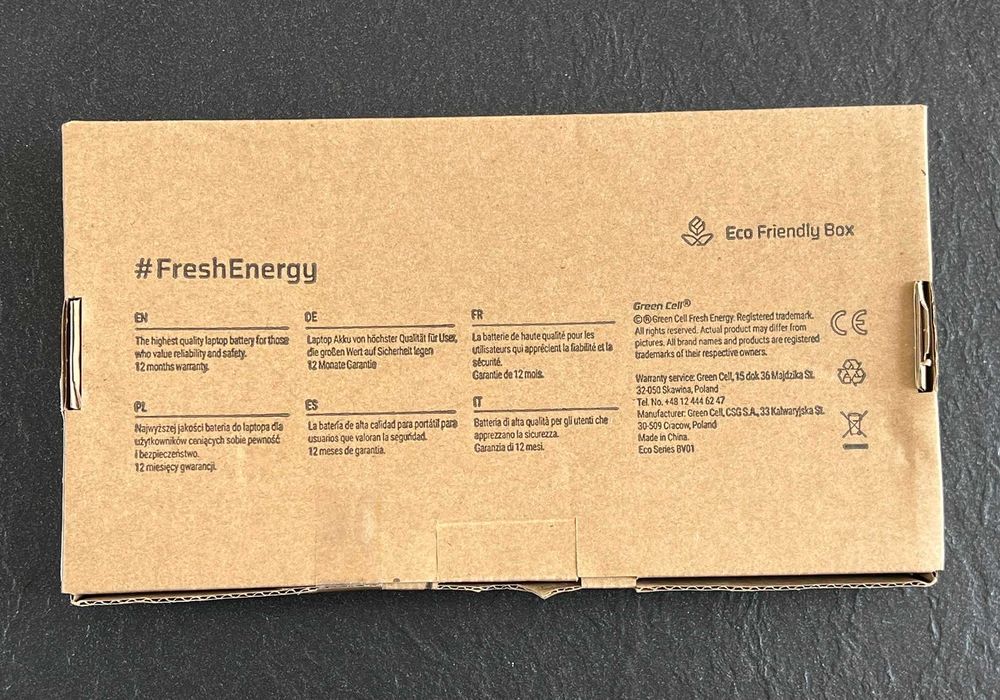 Eco Friendly Box
#FreshEnergy
EN
The highest quality laptop battery for those
who value reliability and safety.
12 months warranty.
DE
Laptop Akku von höchster Qualität für User,
die großen Wert auf Sicherheit legen
12 Monate Garantie
FR
La batterie de haute qualité pour les
utilisateurs qui apprécient la fiabilité et la
sécurité.
Garantie de 12 mois.
PL
Najwyższej jakości bateria do laptopa dla
użytkowników ceniących sobie pewność
i bezpieczeństwo.
12 miesięcy gwarancji.
ES
La batería de alta calidad para portátil para
usuarios que valoran la seguridad.
12 meses de garantía.
IT
Batteria di alta qualità per gli utenti che
apprezzano la sicurezza.
Garanzia di 12 mesi.
Green Cell®
©®Green Cell Fresh Energy. Registered trademark.
All rights reserved. Actual product may differ from
pictures. All brand names and products are registered
trademarks of their respective owners.
Warranty service: Green Cell, 15 dok 36 Majdzika St.
32-050 Skawina, Poland
Tel. No. +48 12 444 62 47
Manufacturer: Green Cell, CSG S.A., 33 Kalwaryjska St.
30-509 Cracow, Poland
Made in China.
Eco Series BV01
CE